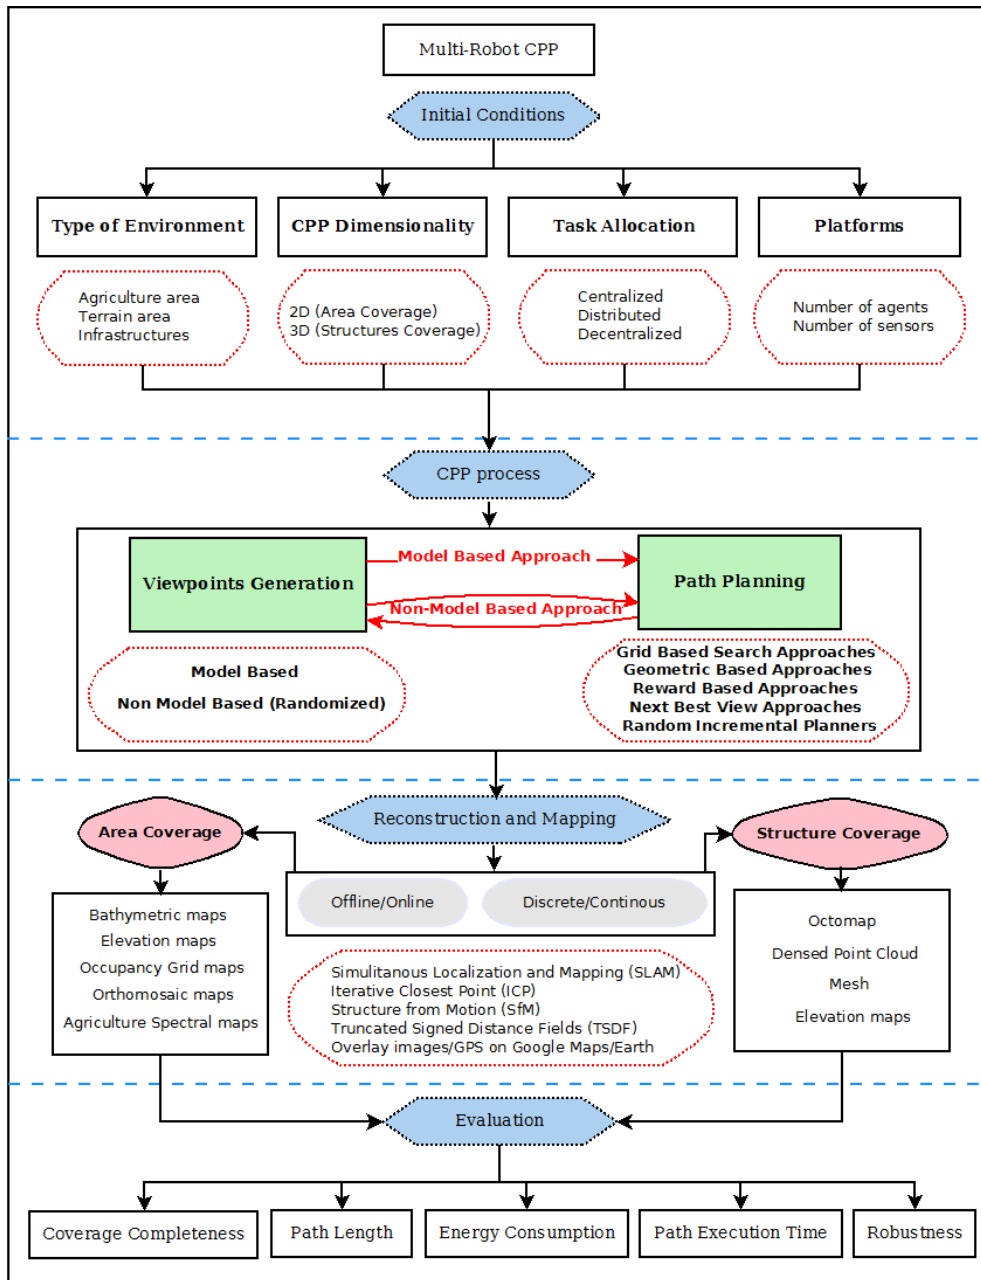 Multi-Robot CPP
Initial Conditions
Type of Environment
CPP Dimensionality
Task Allocation
Platforms
Agriculture area
Terrain area
Infrastructures
2D (Area Coverage)
3D (Structures Coverage)
Centralized
Distributed
Decentralized
Number of agents
Number of sensors
CPP process
Viewpoints Generation
Model Based Approach
Non-Model Based Approach
Path Planning
Model Based
Non Model Based (Randomized)
Grid Based Search Approaches
Geometric Based Approaches
Reward Based Approaches
Next Best View Approaches
Random Incremental Planners
Reconstruction and Mapping
Area Coverage
Structure Coverage
Offline/Online
Discrete/Continous
Bathymetric maps
Elevation maps
Occupancy Grid maps
Orthomosaic maps
Agriculture Spectral maps
Simulitanous Localization and Mapping (SLAM)
Iterative Closest Point (ICP)
Structure from Motion (SfM)
Truncated Signed Distance Fields (TSDF)
Overlay images/GPS on Google Maps/Earth
Octomap
Densed Point Cloud
Mesh
Elevation maps
Evaluation
Coverage Completeness
Path Length
Energy Consumption
Path Execution Time
Robustness